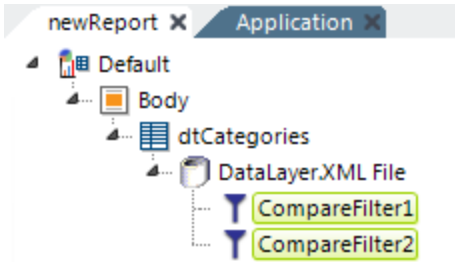 newReport Application
Default
Body
dtCategories
DataLayer.XML File
CompareFilter1
CompareFilter2